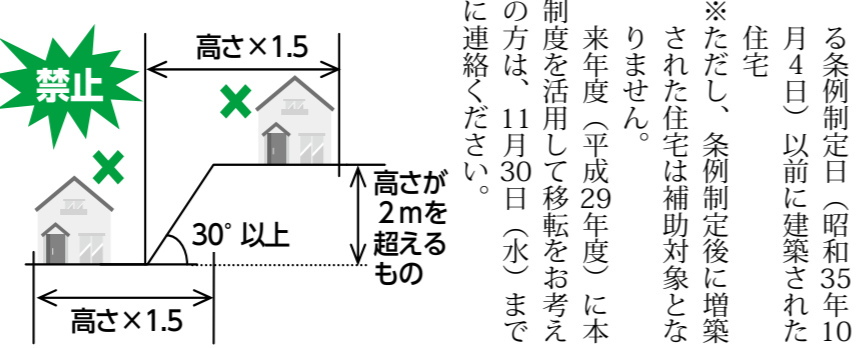 る条例制定日（昭和35年10
月4日）以前に建築された
住宅
※ただし、条例制定後に増築
された住宅は補助対象とな
りません。
来年度（平成29年度）に本
制度を活用して移転をお考え
の方は、11月30日（水）まで
に連絡ください。
禁止
高さ×1.5
30°以上
高さが
2mを
超える
もの
高さ×1.5